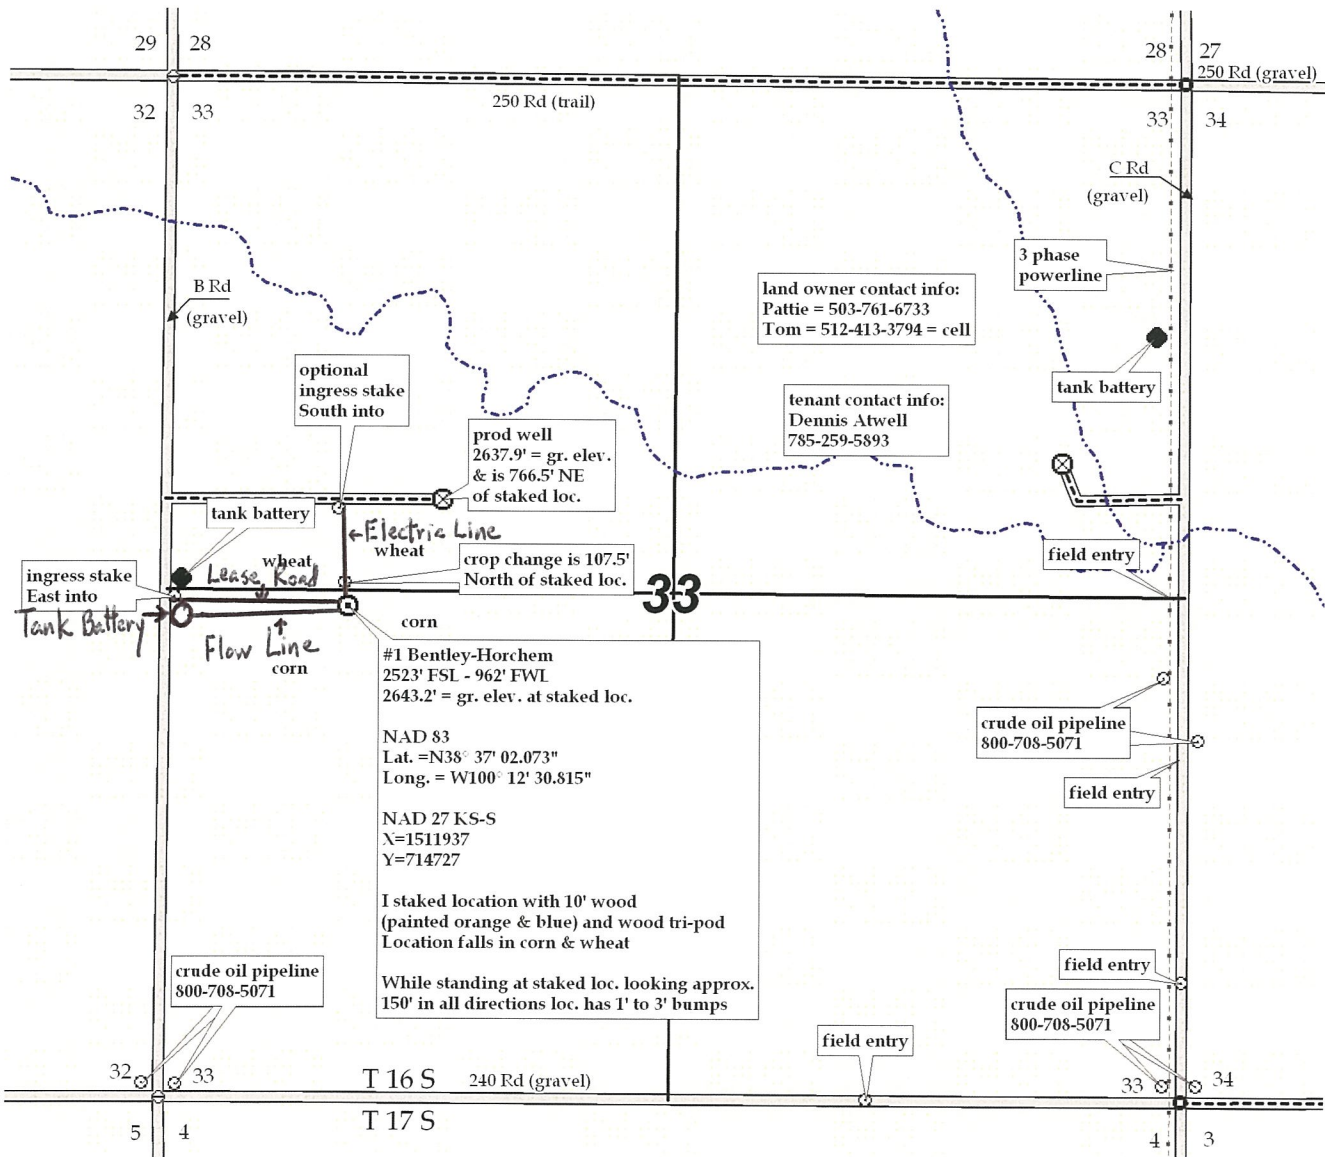 29 28
28 27
250 Rd (gravel)
250 Rd (trail)
32 33
33 34
C Rd
(gravel)
3 phase
powerline
B Rd
(gravel)
land owner contact info:
Pattie = 503-761-6733
Tom = 512-413-3794 = cell
optional
ingress stake
South into
tank battery
tenant contact info:
Dennis Atwell
785-259-5893
prod well
2637.9' = gr. elev.
& is 766.5' NE
of staked loc.
tank battery
←Electric Line
wheat
wheat
crop change is 107.5'
North of staked loc.
field entry
ingress stake
East into
Lease Road
33
Tank Battery
Flow Line
corn
corn
#1 Bentley-Horchem
2523' FSL - 962' FWL
2643.2' = gr. elev. at staked loc.
NAD 83
Lat. =N38° 37' 02.073"
Long. = W100° 12' 30.815"
NAD 27 KS-S
X=1511937
Y=714727
I staked location with 10' wood
(painted orange & blue) and wood tri-pod
Location falls in corn & wheat
While standing at staked loc. looking approx.
150' in all directions loc. has 1' to 3' bumps
crude oil pipeline
800-708-5071
field entry
crude oil pipeline
800-708-5071
field entry
crude oil pipeline
800-708-5071
field entry
32 33
T 16 S
240 Rd (gravel)
33 34
5 4
T 17 S
4 3